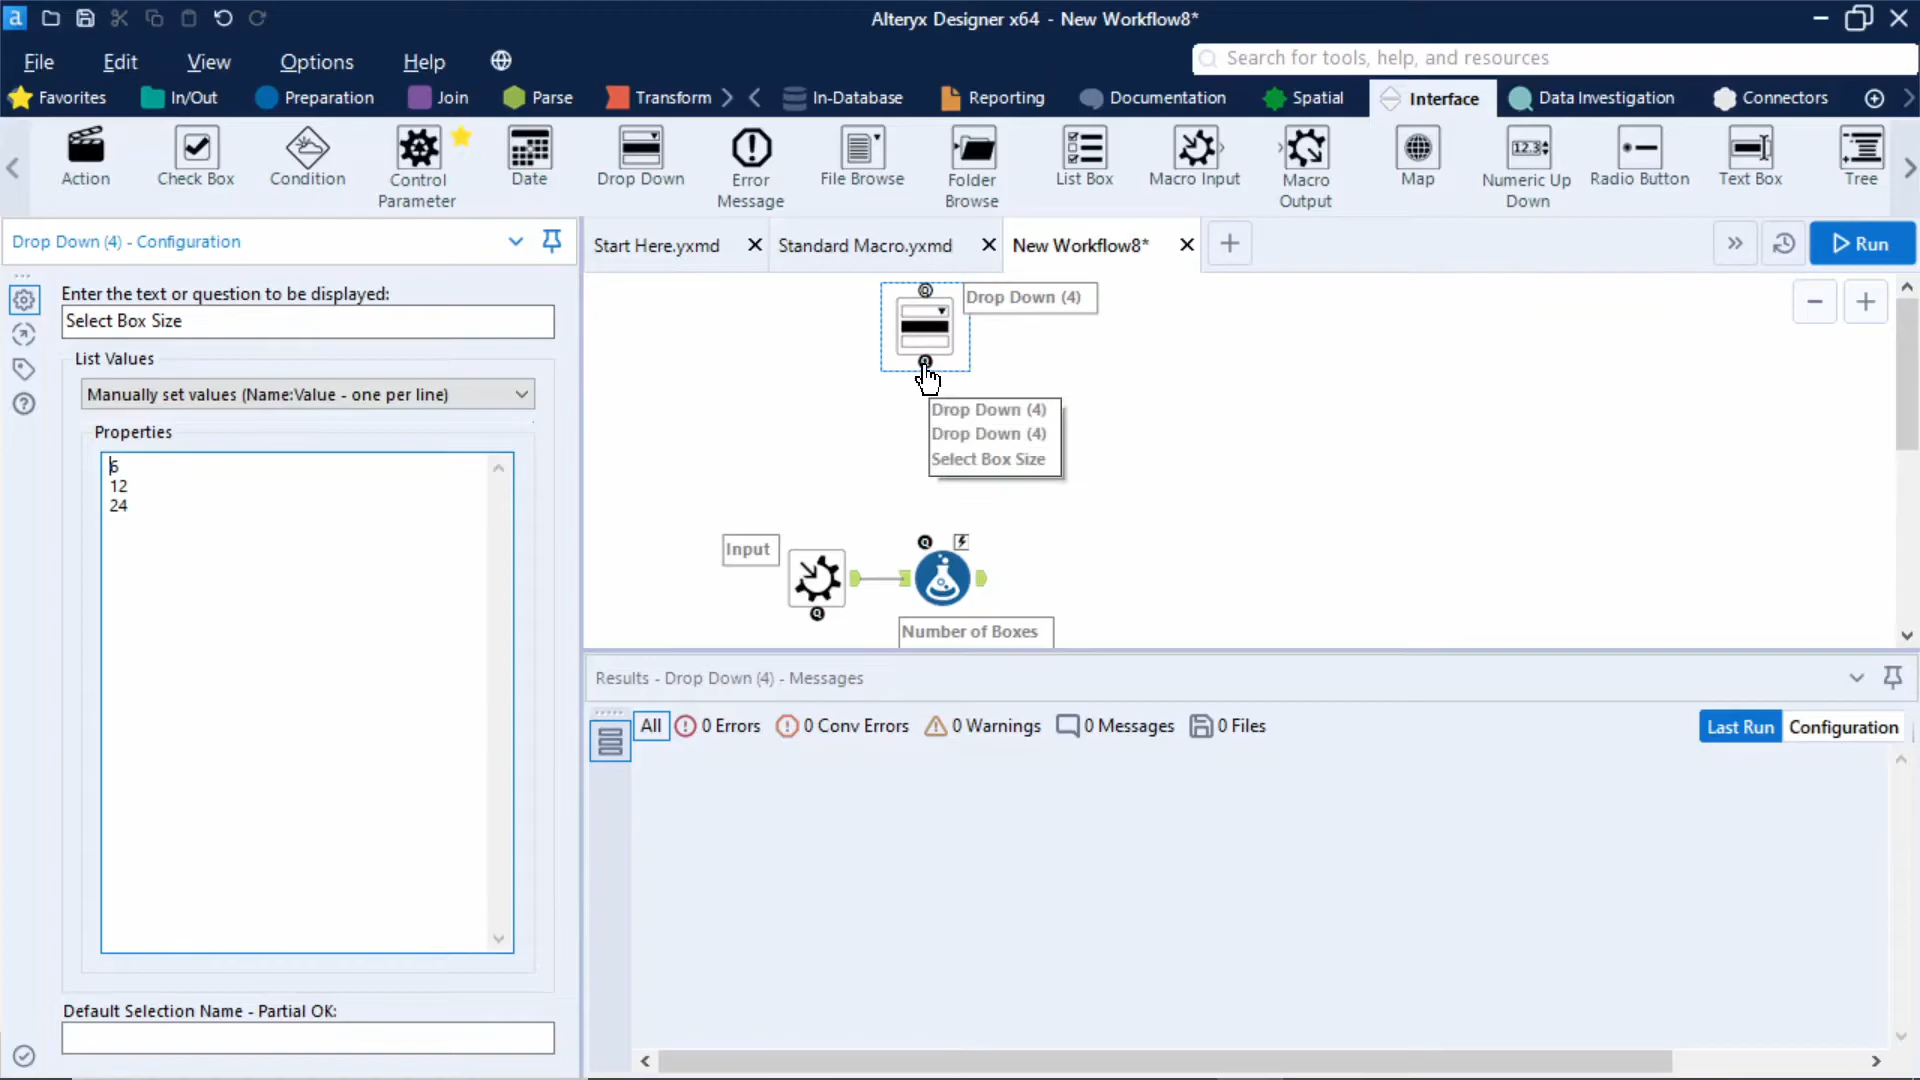 Alteryx Designer x64 - New Workflow8*
File Edit View Options Help
Search for tools, help, and resources
Favorites In/Out Preparation Join Parse Transform In-Database Reporting Documentation Spatial Interface Data Investigation Connectors
Action Check Box Condition Control Parameter Date Drop Down Error Message File Browse Folder Browse List Box Macro Input Macro Output Map Numeric Up Down Radio Button Text Box Tree
Drop Down (4) - Configuration
Start Here.yxmd Standard Macro.yxmd New Workflow8* Run
Enter the text or question to be displayed:
Select Box Size
List Values
Manually set values (Name:Value - one per line)
Properties
6
12
24
Default Selection Name - Partial OK:
Drop Down (4)
Drop Down (4)
Drop Down (4)
Select Box Size
Input
Number of Boxes
Results - Drop Down (4) - Messages
All 0 Errors 0 Conv Errors 0 Warnings 0 Messages 0 Files
Last Run Configuration